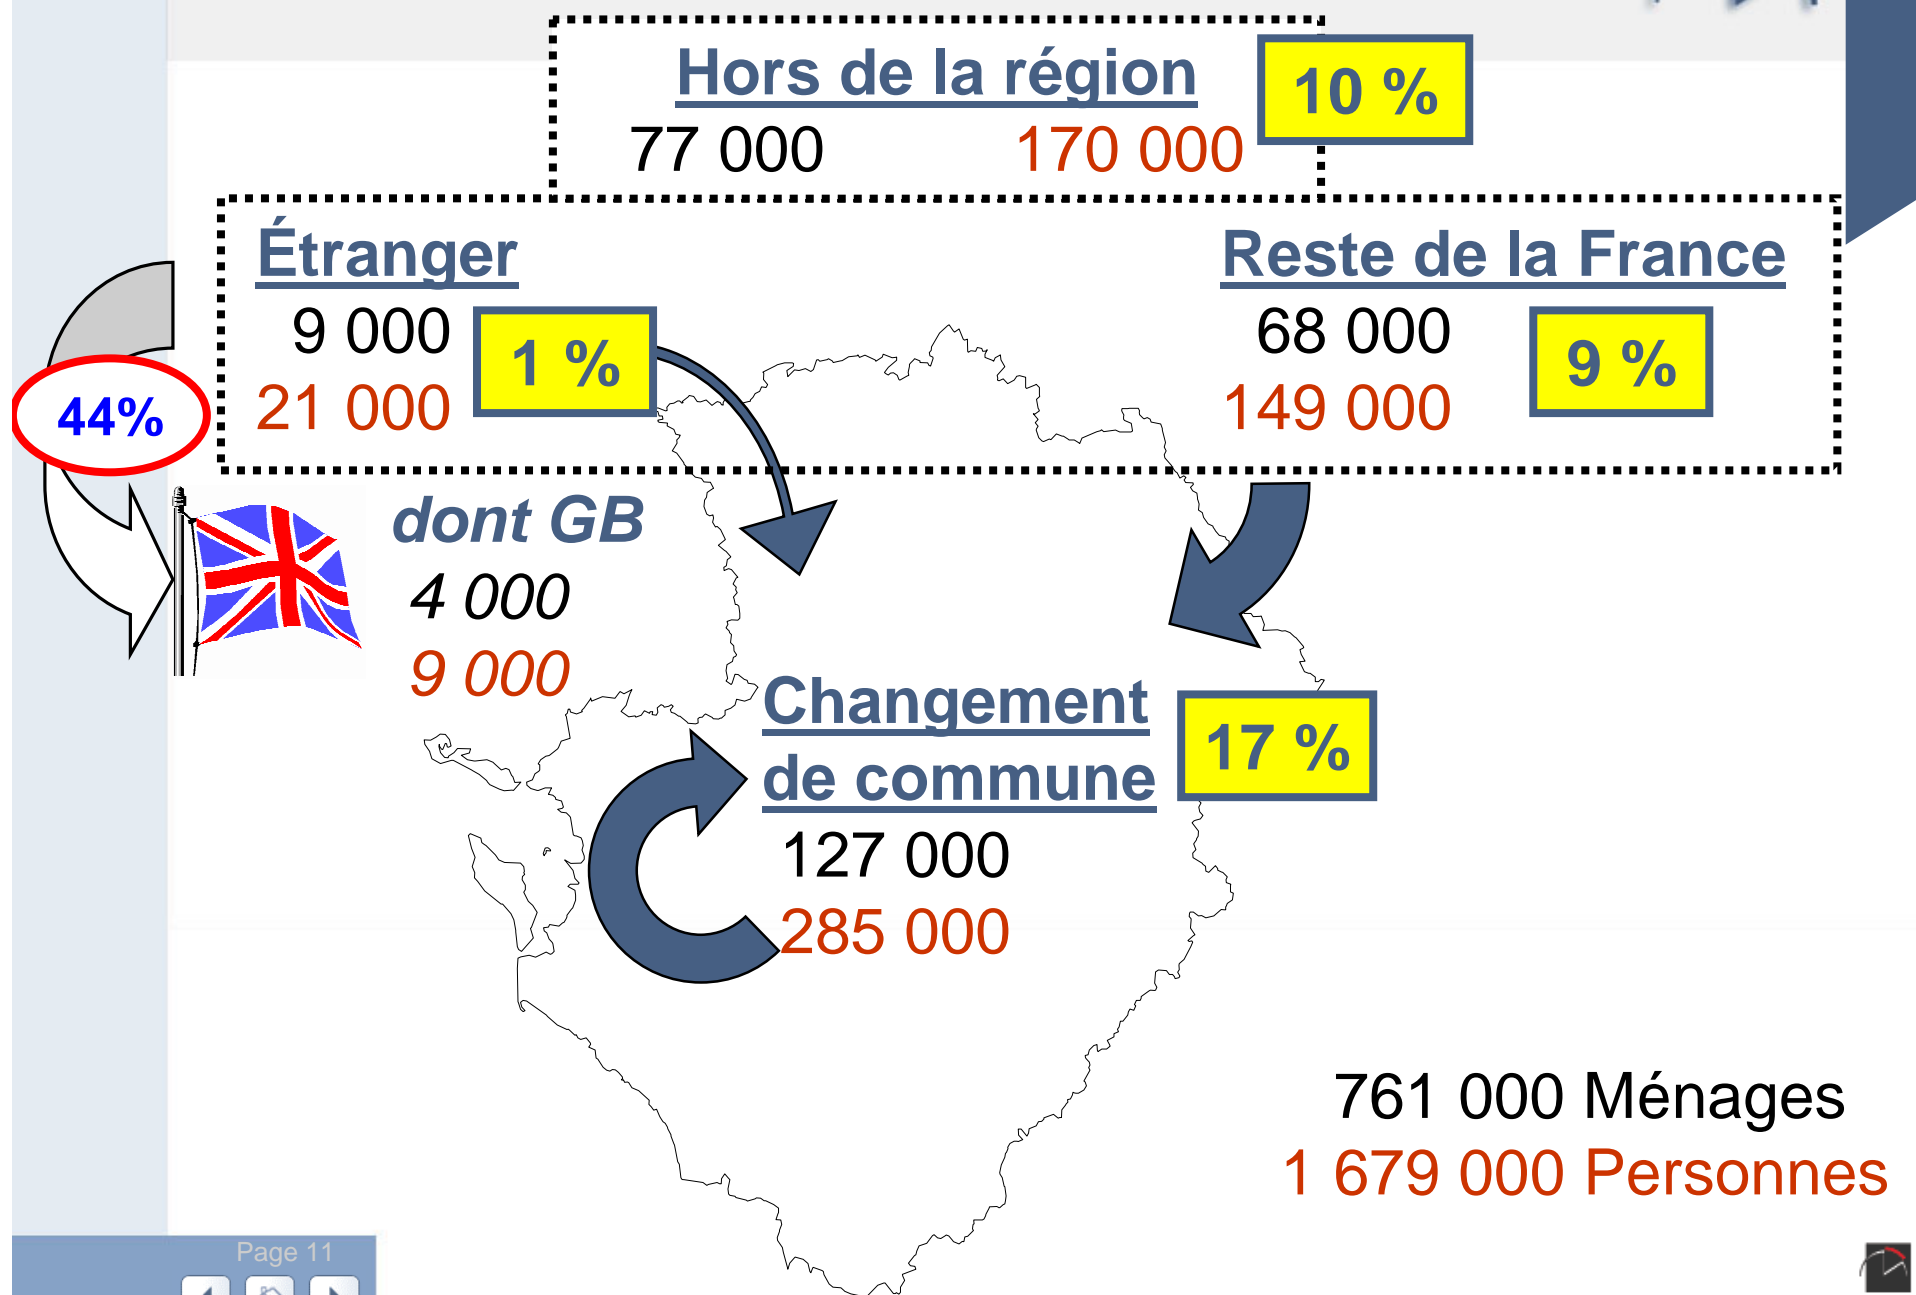 Hors de la région
10 %
77 000 170 000
Étranger
9 000
21 000
1 %
Reste de la France
68 000
149 000
9 %
44%
dont GB
4 000
9 000
Changement
de commune
17 %
127 000
285 000
761 000 Ménages
1 679 000 Personnes
Page 11